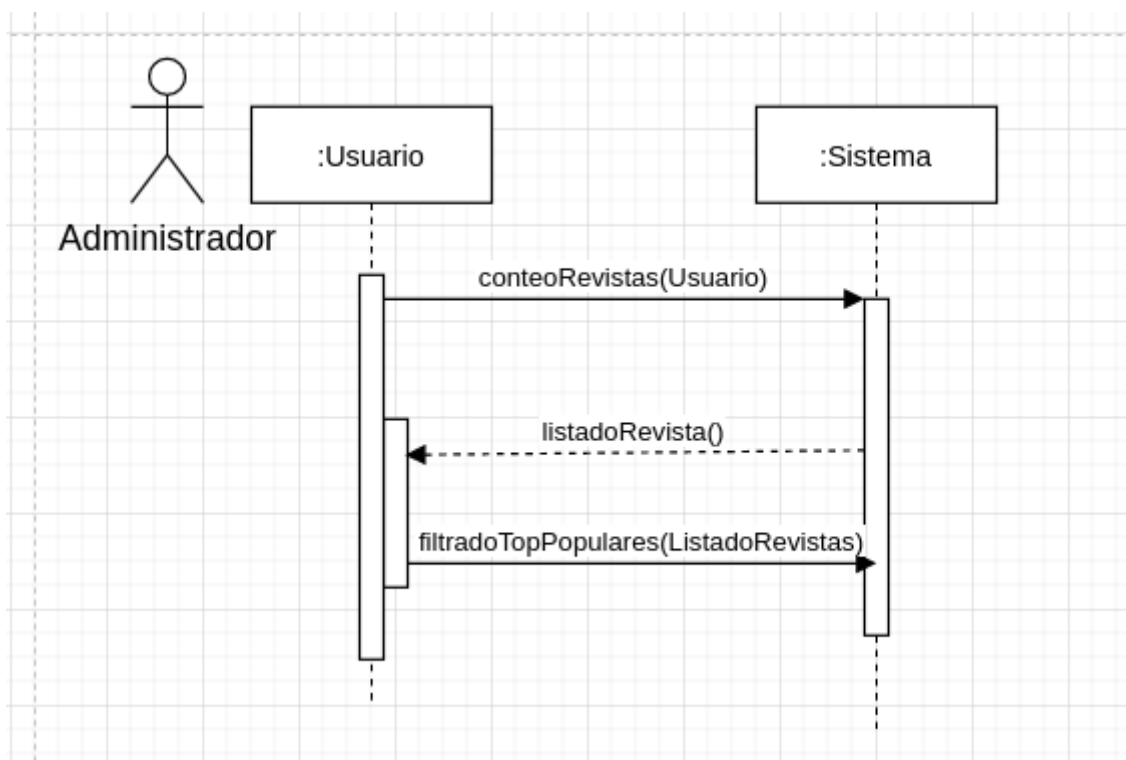 :Usuario
:Sistema
Administrador
conteoRevistas(Usuario)
listadoRevista()
filtradoTopPopulares(ListadoRevistas)